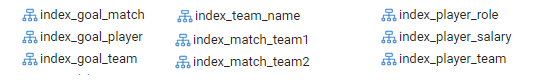 index_goal_match
index_goal_player
index_goal_team
index_team_name
index_match_team1
index_match_team2
index_player_role
index_player_salary
index_player_team